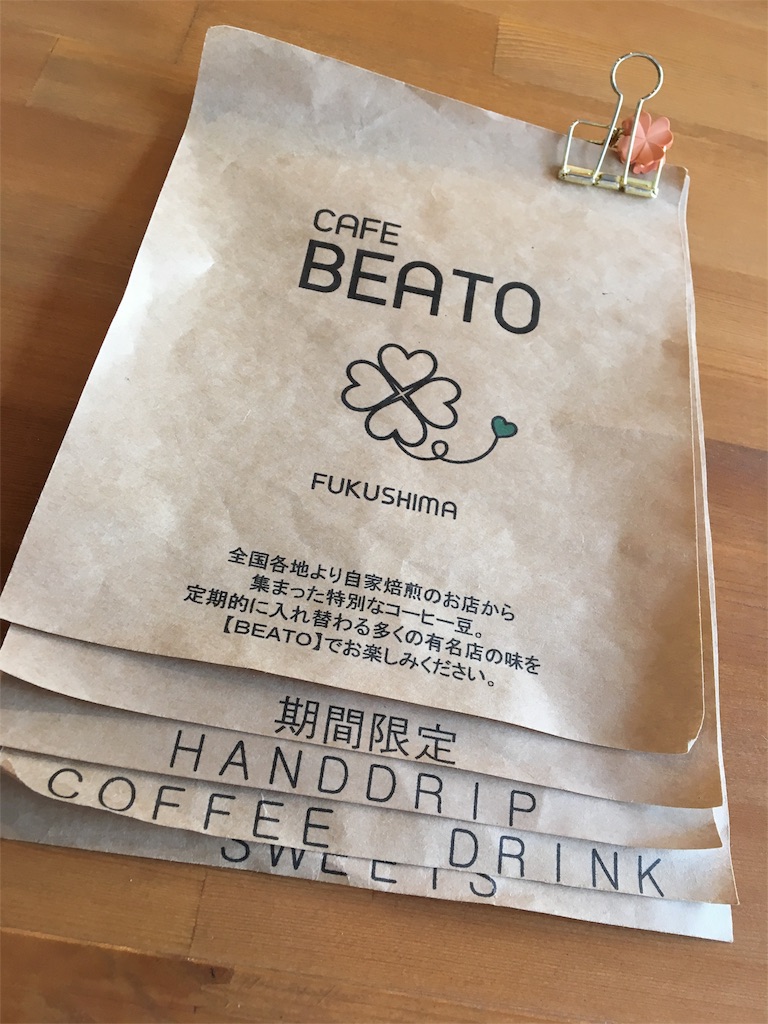 CAFE
BEATO
FUKUSHIMA
全国各地より自家焙煎のお店から
集まった特別なコーヒー豆。
定期的に入れ替わる多くの有名店の味を
【BEATO】でお楽しみください。
期間限定
HANDDRIP
COFFEE DRINK
SWEETS